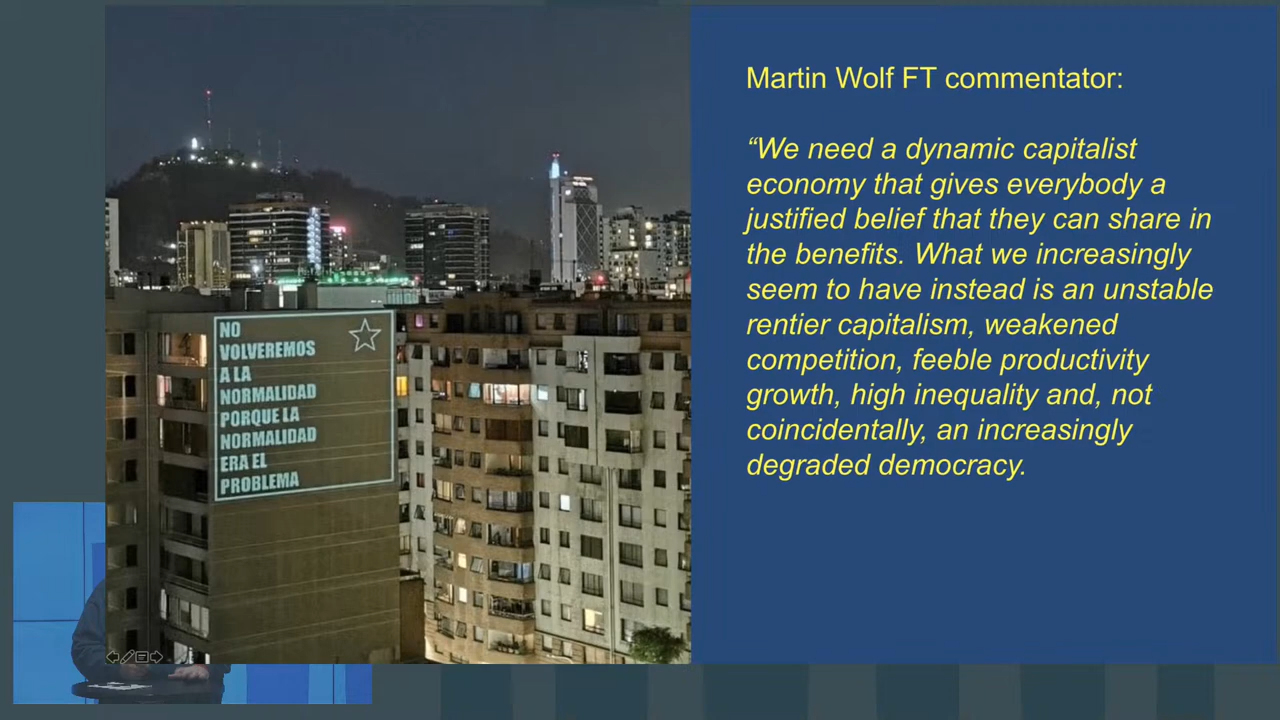 NO
VOLVEREMOS
A LA
NORMALIDAD
PORQUE LA
NORMALIDAD
ERA EL
PROBLEMA
Martin Wolf FT commentator:
“We need a dynamic capitalist
economy that gives everybody a
justified belief that they can share in
the benefits. What we increasingly
seem to have instead is an unstable
rentier capitalism, weakened
competition, feeble productivity
growth, high inequality and, not
coincidentally, an increasingly
degraded democracy.